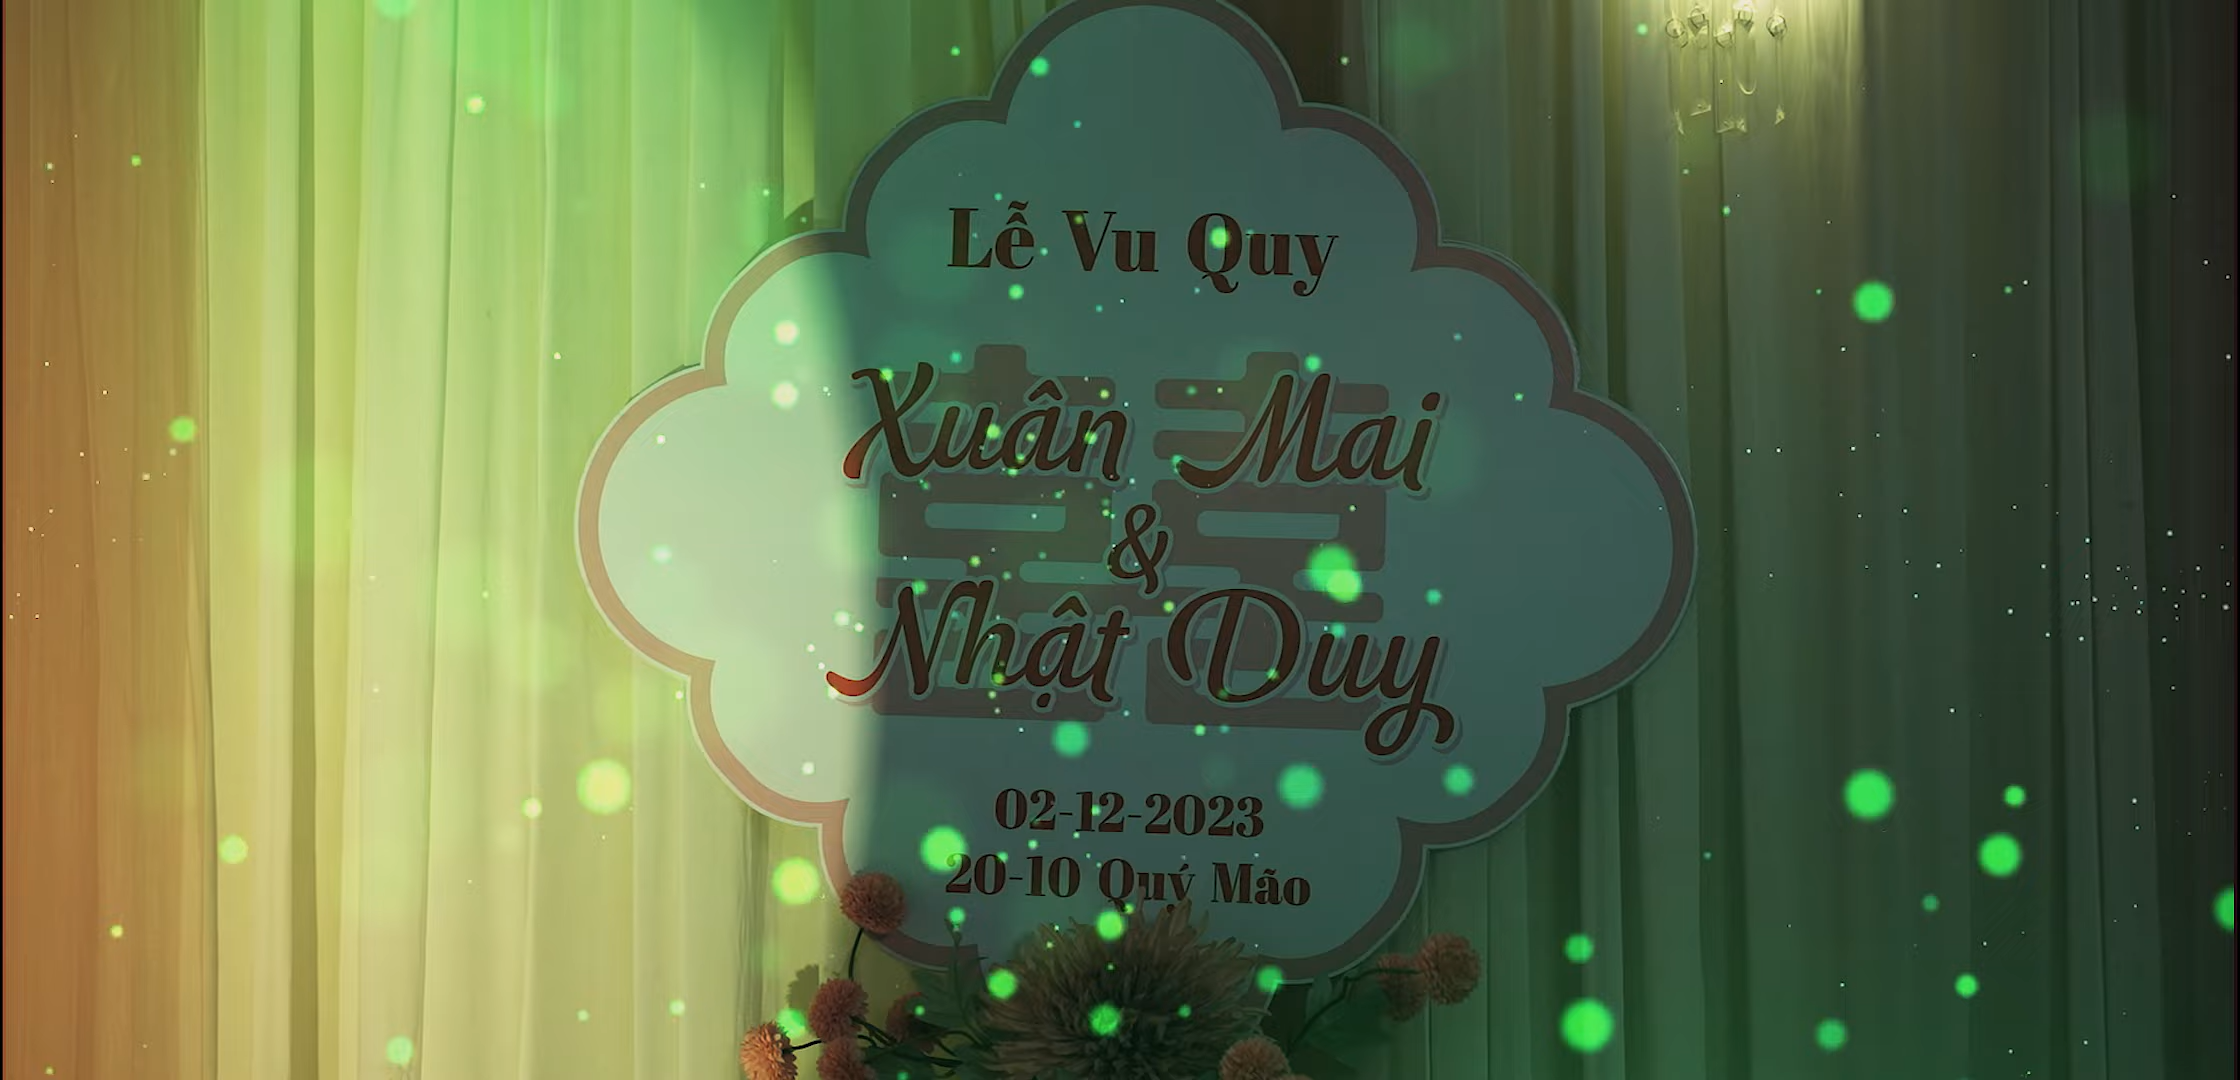 Lễ Vu Quy
Xuân Mai
&
Nhật Duy
02-12-2023
20-10 Quý Mão